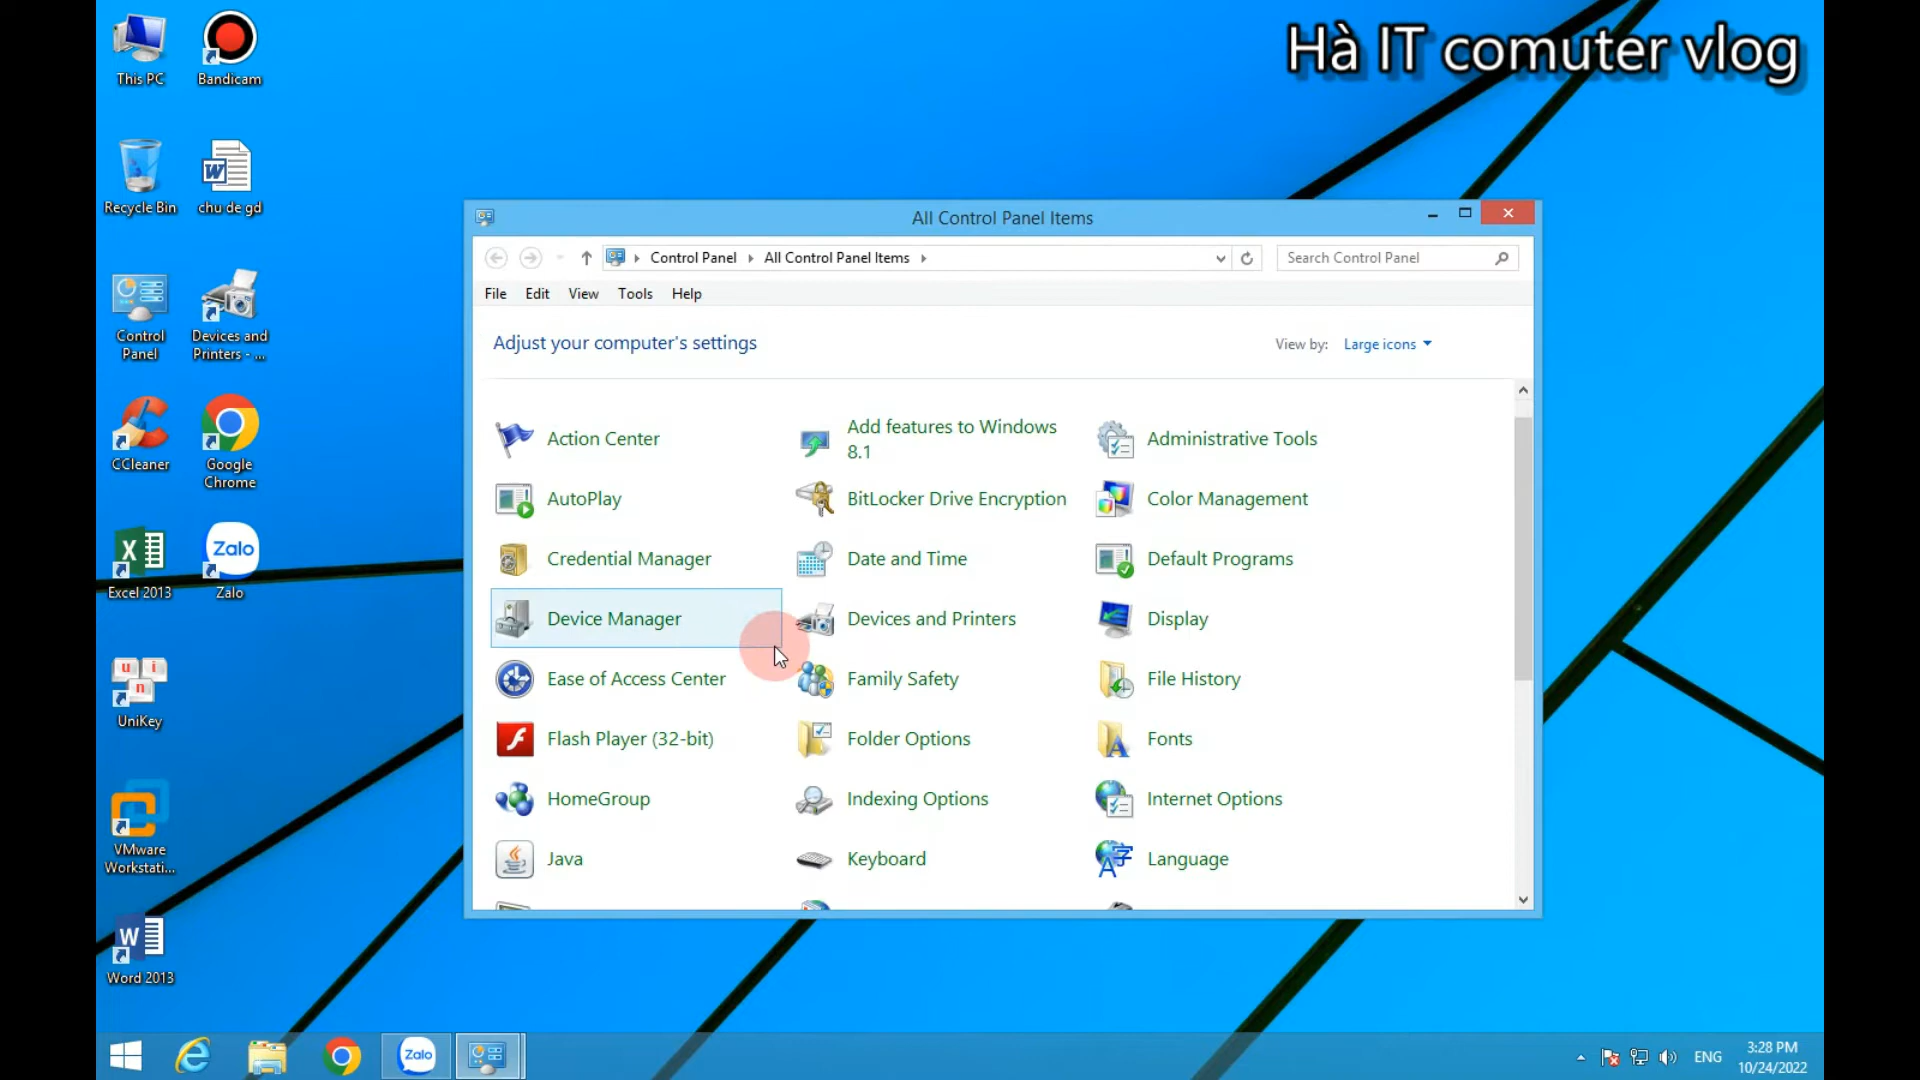 Hà IT comuter vlog
This PC
Bandicam
Recycle Bin
chu de gd
Control
Panel
Devices and
Printers - ...
CCleaner
Google
Chrome
Excel 2013
Zalo
Zalo
UniKey
VMware
Workstati...
Word 2013
All Control Panel Items
Control Panel
All Control Panel Items
Search Control Panel
File Edit View Tools Help
Adjust your computer's settings
View by: Large icons
Action Center
Add features to Windows
8.1
Administrative Tools
AutoPlay
BitLocker Drive Encryption
Color Management
Credential Manager
Date and Time
Default Programs
Device Manager
Devices and Printers
Display
Ease of Access Center
Family Safety
File History
Flash Player (32-bit)
Folder Options
Fonts
HomeGroup
Indexing Options
Internet Options
Java
Keyboard
Language
Zalo
ENG
3:28 PM
10/24/2022